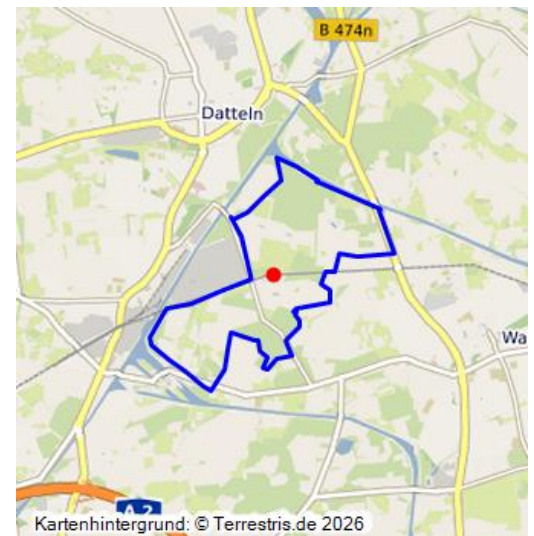 B 474n
Datteln
Wa
A 2
Kartenhintergrund: © Terrestris.de 2026